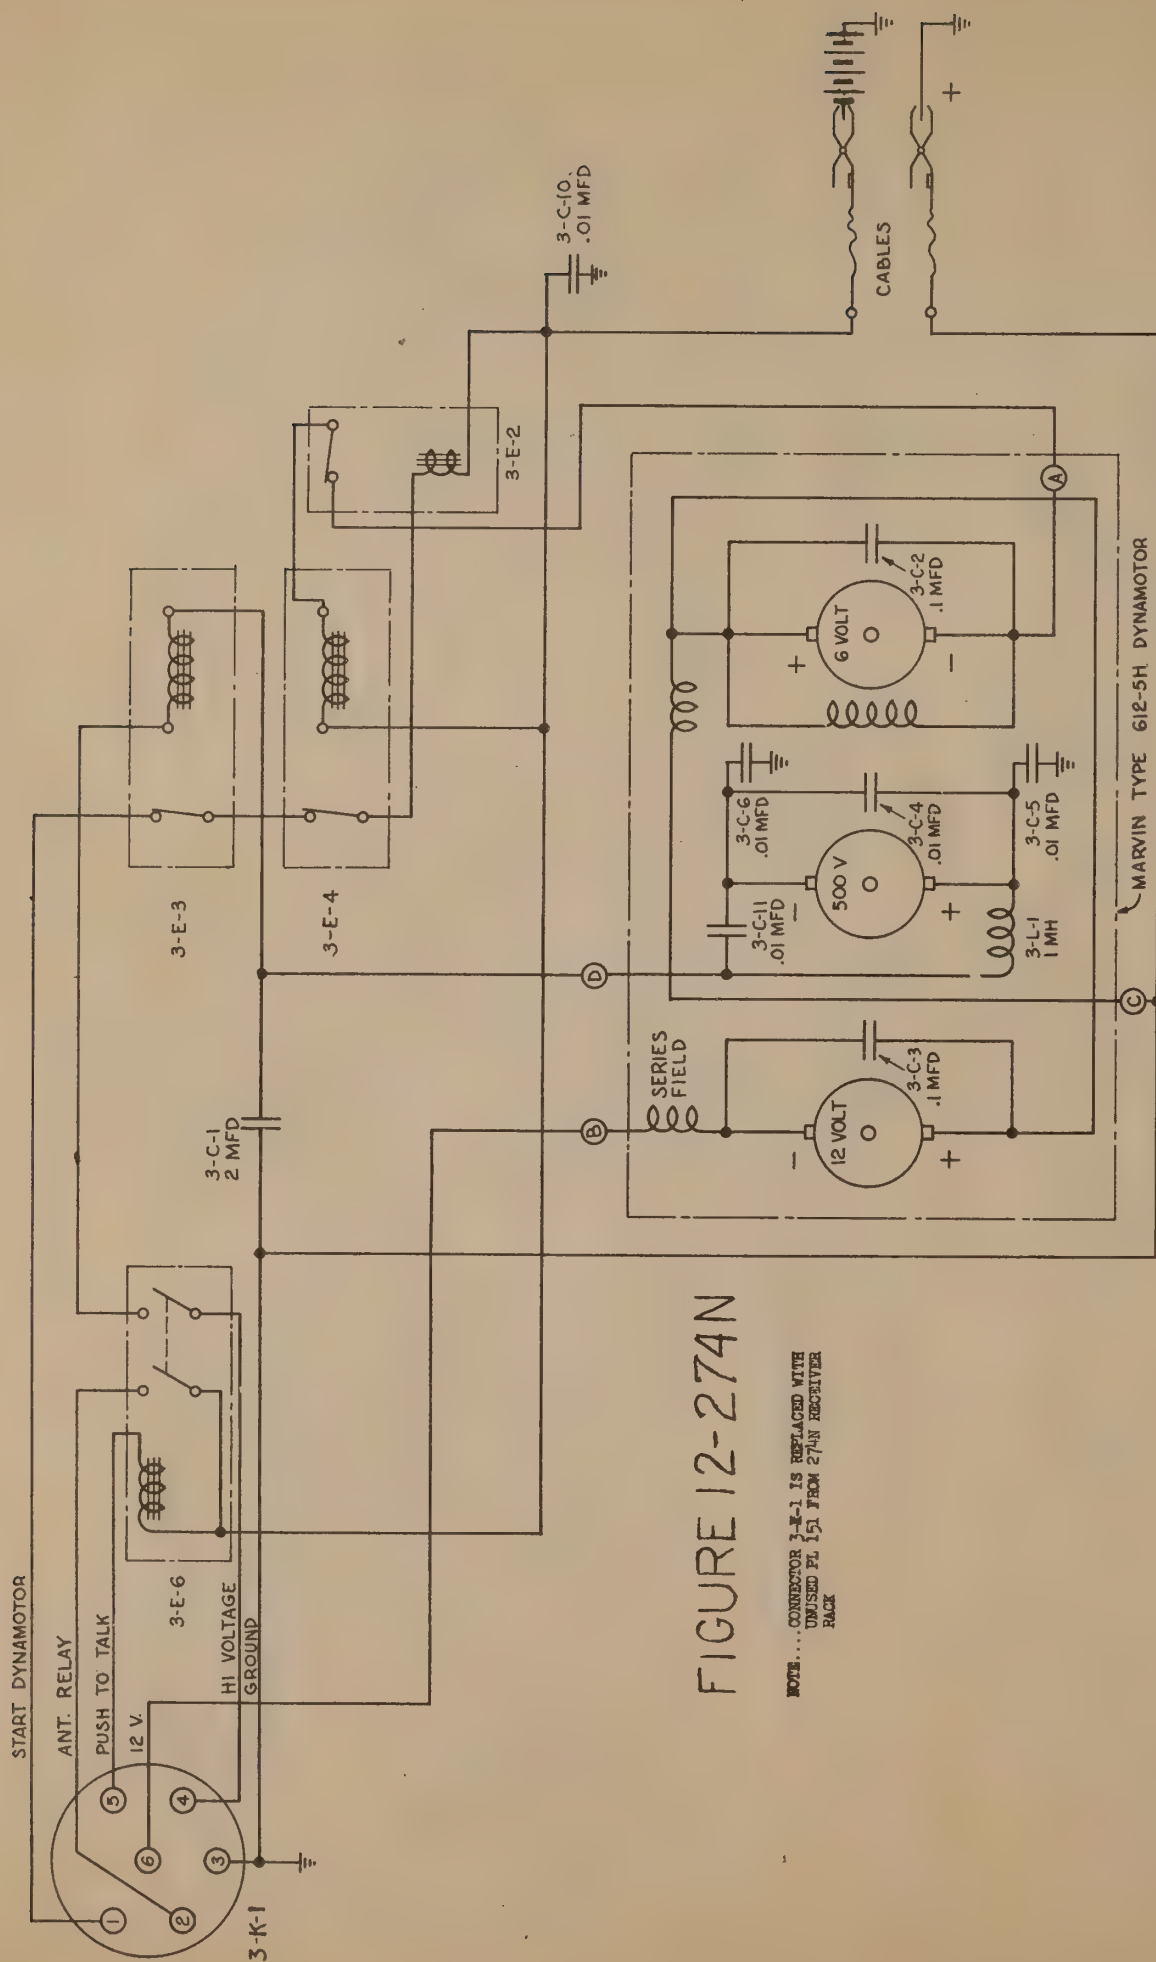 START DYNAMOTOR
ANT. RELAY
PUSH TO TALK
12 V.
HI VOLTAGE
GROUND
1
2
3
4
5
6
3-K-1
3-E-6
3-C-1
2 MFD
3-E-3
3-E-4
3-E-2
3-C-10.
.01 MFD
CABLES
+
A
B
C
D
SERIES
FIELD
12 VOLT
-
+
3-C-3
.1 MFD
3-C-11
.01 MFD
500 V
-
+
3-C-6
.01 MFD
3-C-4
.01 MFD
3-C-5
.01 MFD
3-L-1
1 MH
6 VOLT
+
-
3-C-2
.1 MFD
MARVIN TYPE 612-5H DYNAMOTOR
FIGURE 12-274N
NOTE....CONNECTOR 3-K-1 IS REPLACED WITH
UNUSED PL 151 FROM 274N RECEIVER
RACK